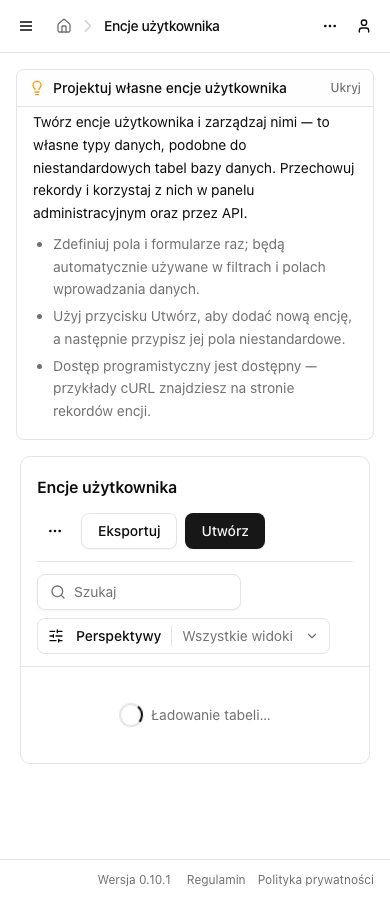 Encje użytkownika
Projektuj własne encje użytkownika
Ukryj
Twórz encje użytkownika i zarządzaj nimi — to
własne typy danych, podobne do
niestandardowych tabel bazy danych. Przechowuj
rekordy i korzystaj z nich w panelu
administracyjnym oraz przez API.
Zdefiniuj pola i formularze raz; będą
automatycznie używane w filtrach i polach
wprowadzania danych.
Użyj przycisku Utwórz, aby dodać nową encję,
a następnie przypisz jej pola niestandardowe.
Dostęp programistyczny jest dostępny —
przykłady cURL znajdziesz na stronie
rekordów encji.
Encje użytkownika
Eksportuj
Utwórz
Szukaj
Perspektywy
Wszystkie widoki
Ładowanie tabeli...
Wersja 0.10.1
Regulamin
Polityka prywatności